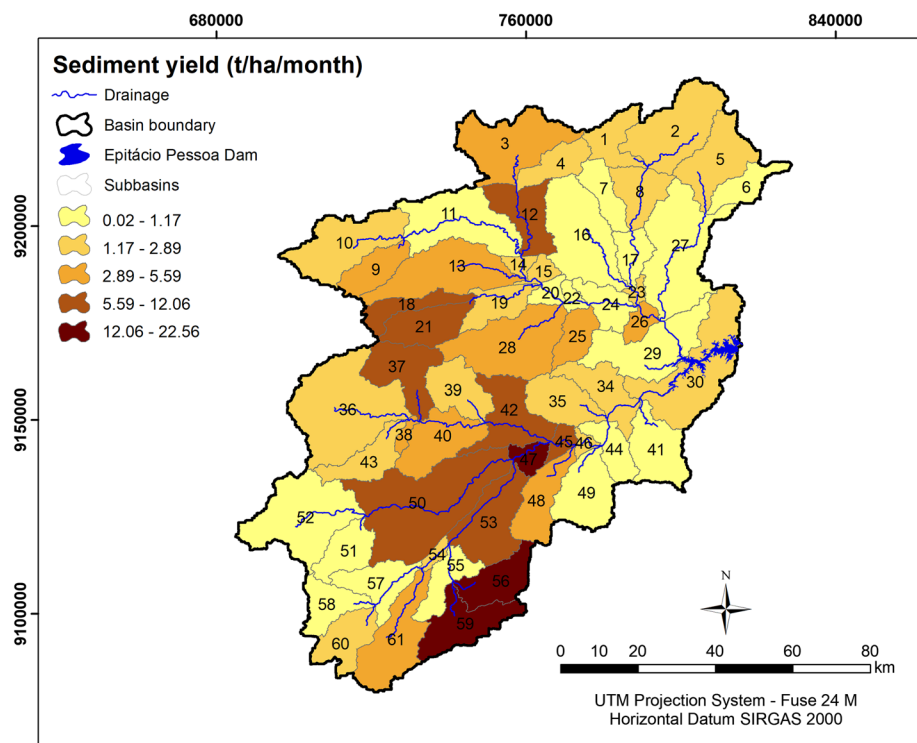 680000 760000 840000
Sediment yield (t/ha/month)
Drainage
Basin boundary
Epitácio Pessoa Dam
Subbasins
0.02 - 1.17
1.17 - 2.89
2.89 - 5.59
5.59 - 12.06
12.06 - 22.56
9200000
9150000
9100000
3 1 2
4 5
7 8 6
11 12
10 16 27
17
9 13 14 15
18 19 20 22 24 23
21 26
28 25 29
37 30
39 34
36 42 35
38 40 45 46 41
43 47 44
50 48 49
52 53
51 54
57 55 56
58 59
60 61
N
0 10 20 40 60 80
km
UTM Projection System - Fuse 24 M
Horizontal Datum SIRGAS 2000